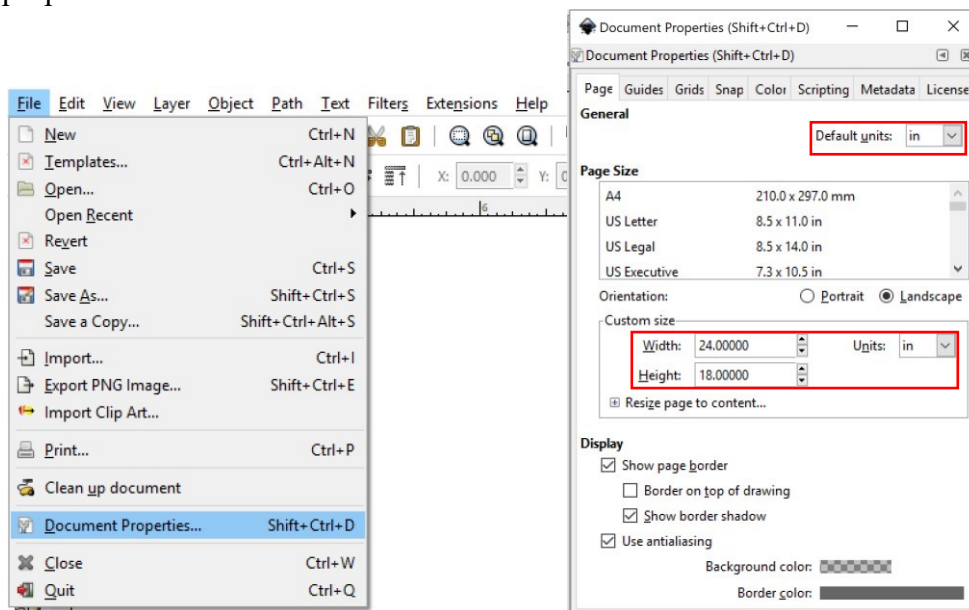 File Edit View Layer Object Path Text Filters Extensions Help
New Ctrl+N
Templates... Ctrl+Alt+N
Open... Ctrl+O
Open Recent
Revert
Save Ctrl+S
Save As... Shift+Ctrl+S
Save a Copy... Shift+Ctrl+Alt+S
Import... Ctrl+I
Export PNG Image... Shift+Ctrl+E
Import Clip Art...
Print... Ctrl+P
Clean up document
Document Properties... Shift+Ctrl+D
Close Ctrl+W
Quit Ctrl+Q
X: 0.000 Y: 0
6
Document Properties (Shift+Ctrl+D)
Document Properties (Shift+Ctrl+D)
Page Guides Grids Snap Color Scripting Metadata License
General
Default units: in
Page Size
A4 210.0 x 297.0 mm
US Letter 8.5 x 11.0 in
US Legal 8.5 x 14.0 in
US Executive 7.3 x 10.5 in
Orientation: Portrait Landscape
Custom size
Width: 24.00000 Units: in
Height: 18.00000
Resize page to content...
Display
Show page border
Border on top of drawing
Show border shadow
Use antialiasing
Background color:
Border color: